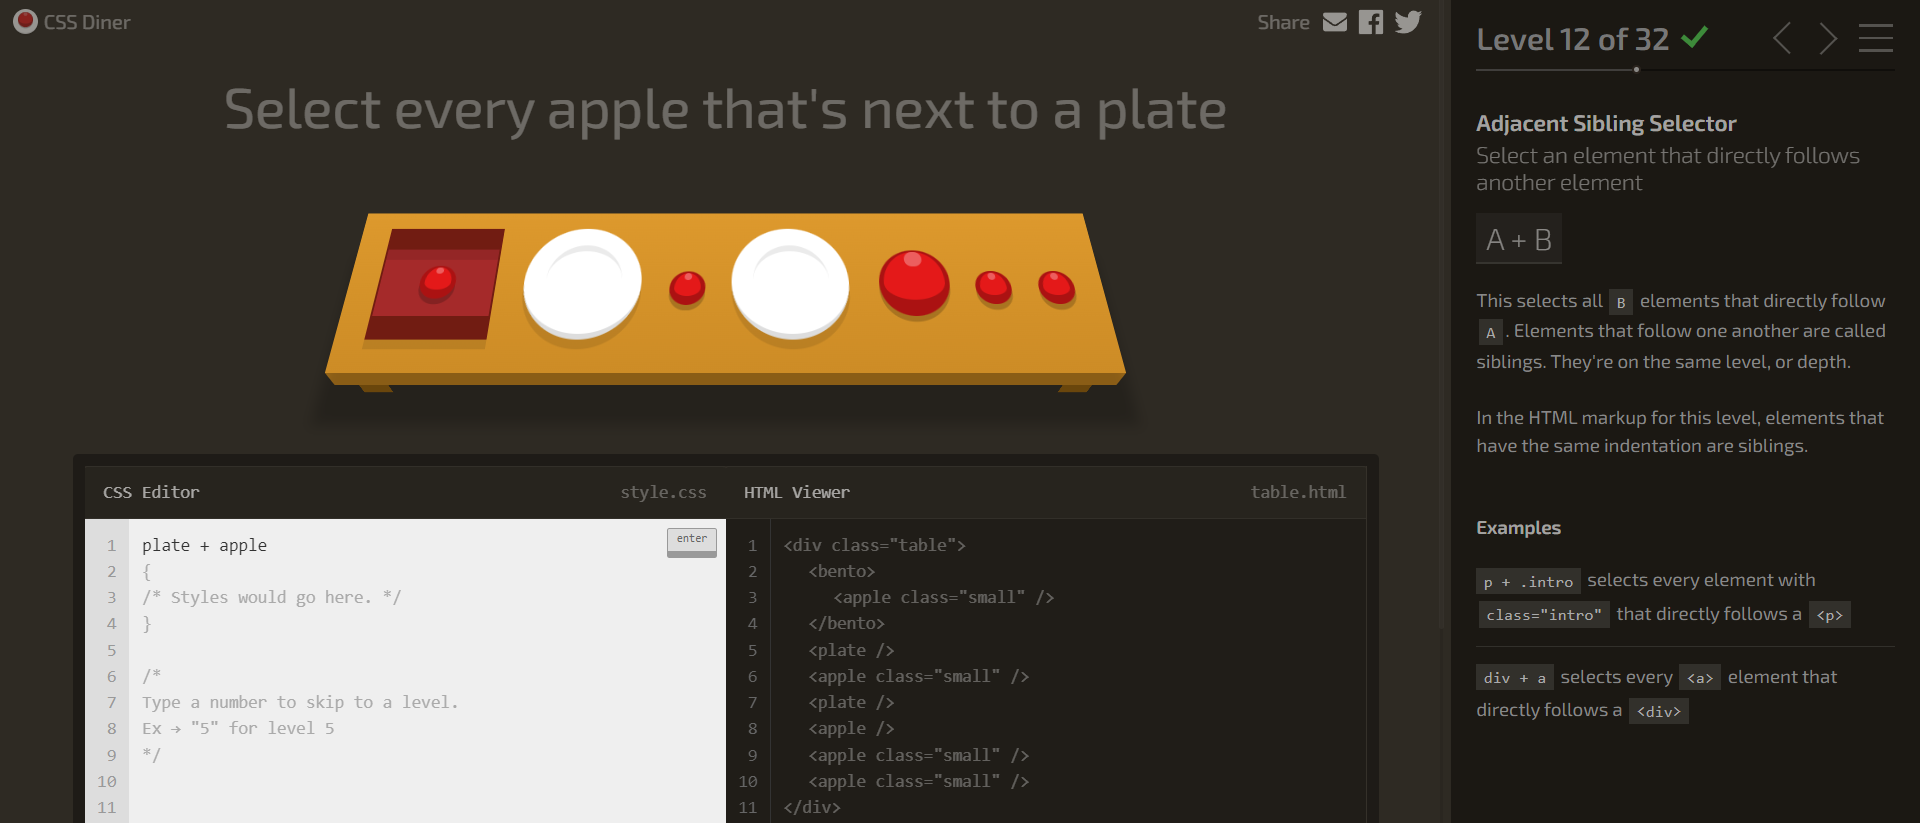 CSS Diner
Share
Select every apple that's next to a plate
CSS Editor
style.css
1 plate + apple
2 {
3 /* Styles would go here. */
4 }
5
6 /*
7 Type a number to skip to a level.
8 Ex → "5" for level 5
9 */
10
11
enter
HTML Viewer
table.html
1 <div class="table">
2 <bento>
3 <apple class="small" />
4 </bento>
5 <plate />
6 <apple class="small" />
7 <plate />
8 <apple />
9 <apple class="small" />
10 <apple class="small" />
11 </div>
Level 12 of 32
Adjacent Sibling Selector
Select an element that directly follows
another element
A + B
This selects all B elements that directly follow
A . Elements that follow one another are called
siblings. They're on the same level, or depth.
In the HTML markup for this level, elements that
have the same indentation are siblings.
Examples
p + .intro selects every element with
class="intro" that directly follows a <p>
div + a selects every <a> element that
directly follows a <div>